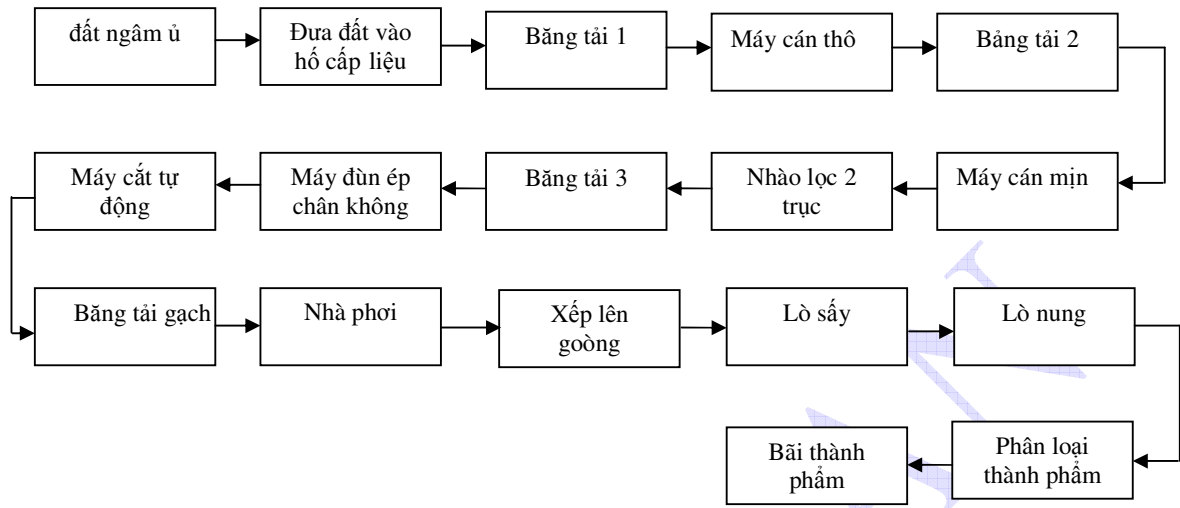 đất ngâm ủ
Đưa đất vào
hố cấp liệu
Băng tải 1
Máy cán thô
Bảng tải 2
Máy cán mịn
Nhào lọc 2
trục
Băng tải 3
Máy đùn ép
chân không
Máy cắt tự
động
Băng tải gạch
Nhà phơi
Xếp lên
goòng
Lò sấy
Lò nung
Phân loại
thành phẩm
Bãi thành
phẩm